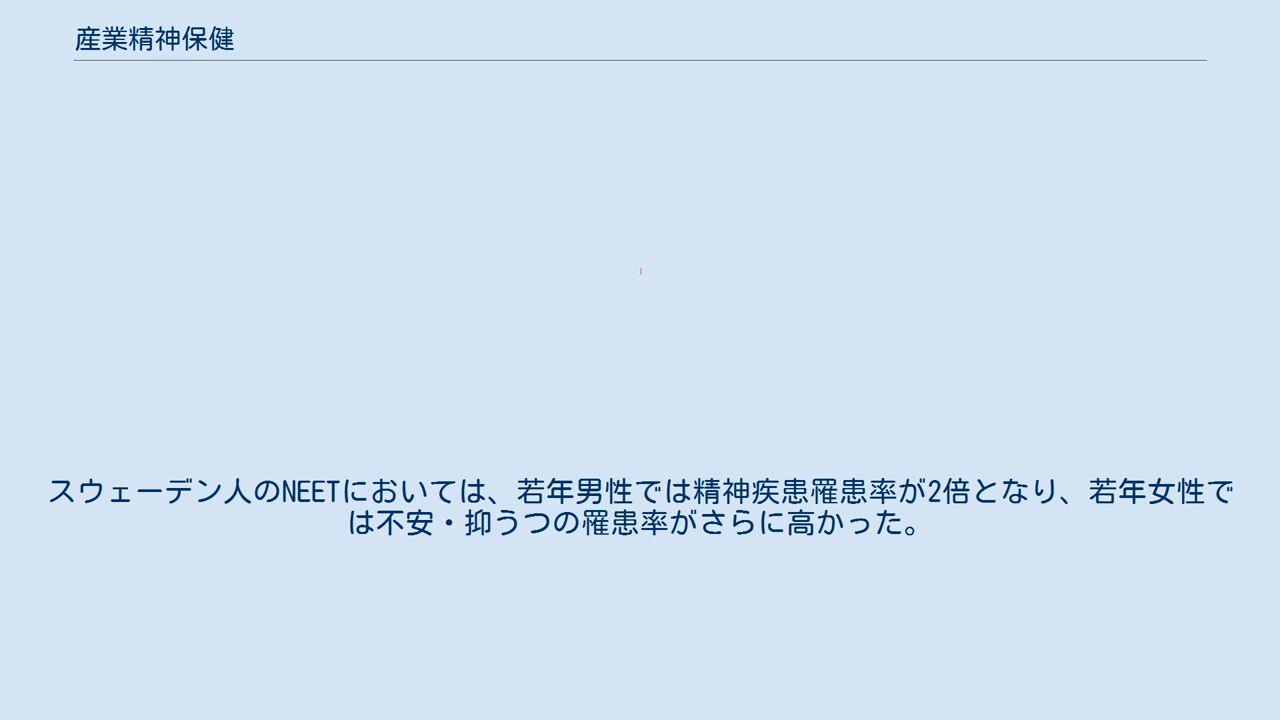 産業精神保健
スウェーデン人のNEETにおいては、若年男性では精神疾患罹患率が2倍となり、若年女性で
は不安・抑うつの罹患率がさらに高かった。